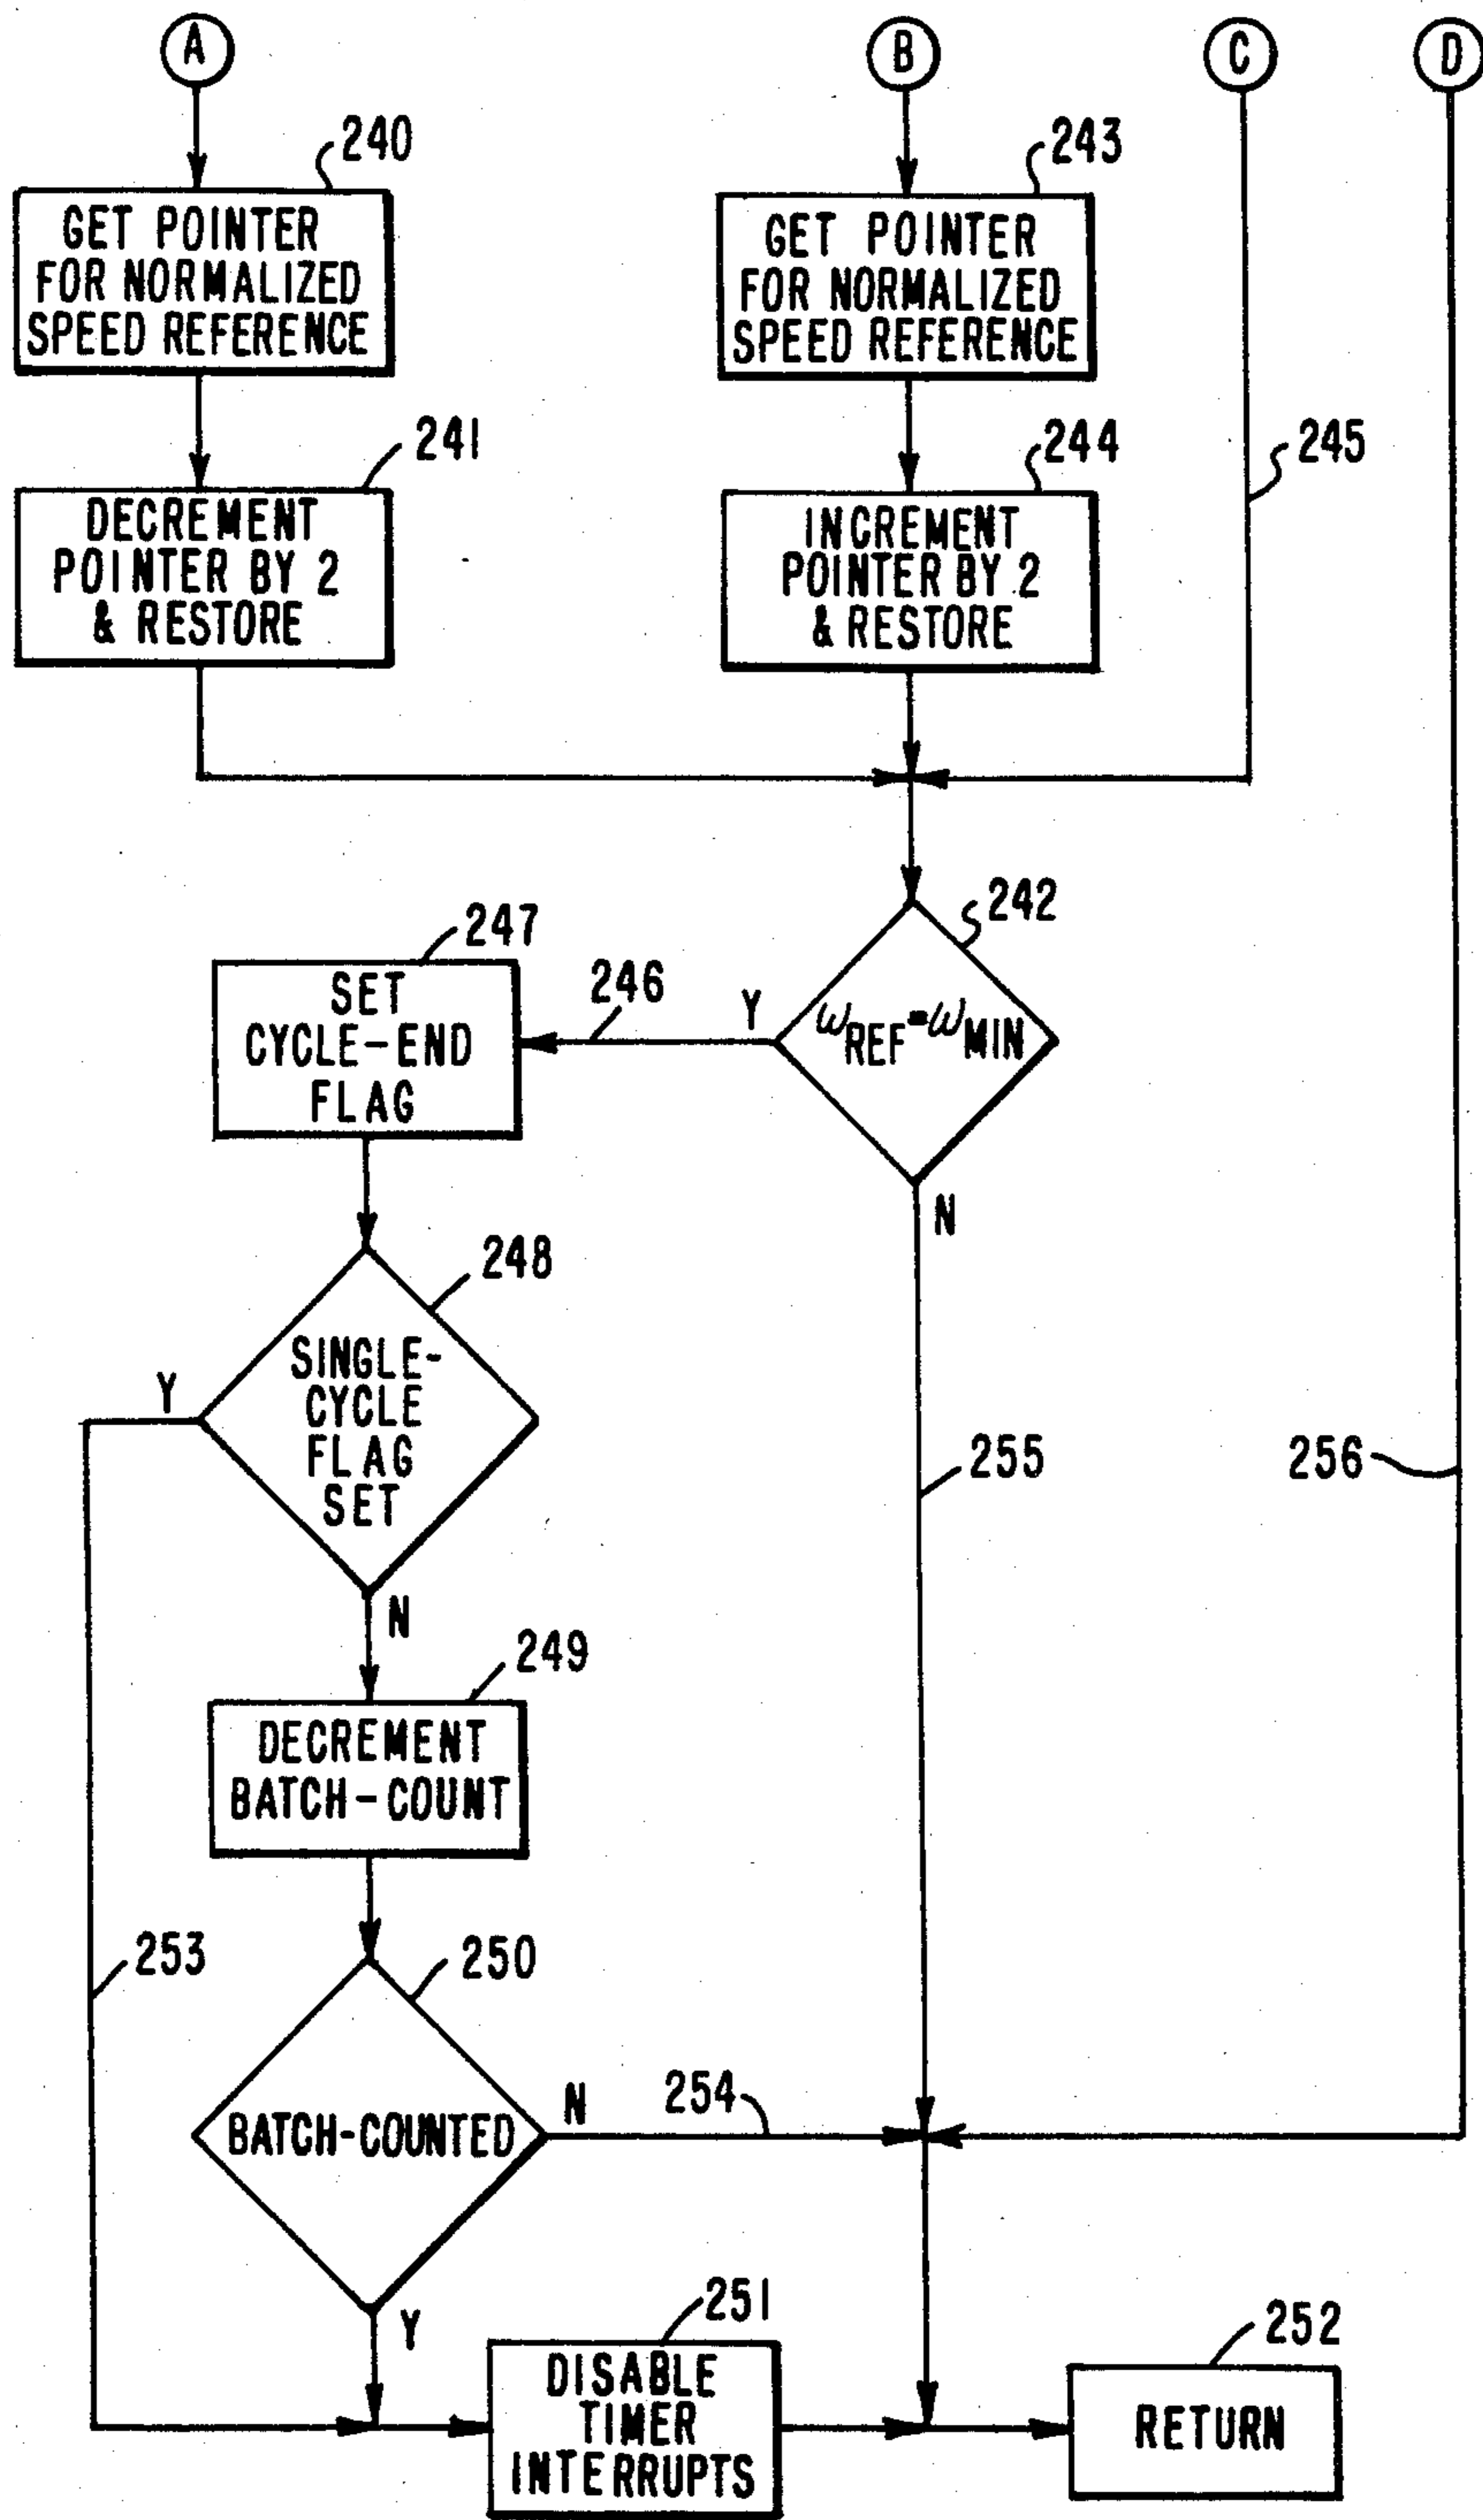 A
B
C
D
240
243
GET POINTER
FOR NORMALIZED
SPEED REFERENCE
GET POINTER
FOR NORMALIZED
SPEED REFERENCE
241
244
245
DECREMENT
POINTER BY 2
& RESTORE
INCREMENT
POINTER BY 2
& RESTORE
242
247
246
Y
SET
CYCLE-END
FLAG
ωREF=ωMIN
N
248
SINGLE-
CYCLE
FLAG
SET
Y
N
255
256
249
DECREMENT
BATCH-COUNT
253
250
BATCH-COUNTED
N
254
Y
251
252
DISABLE
TIMER
INTERRUPTS
RETURN